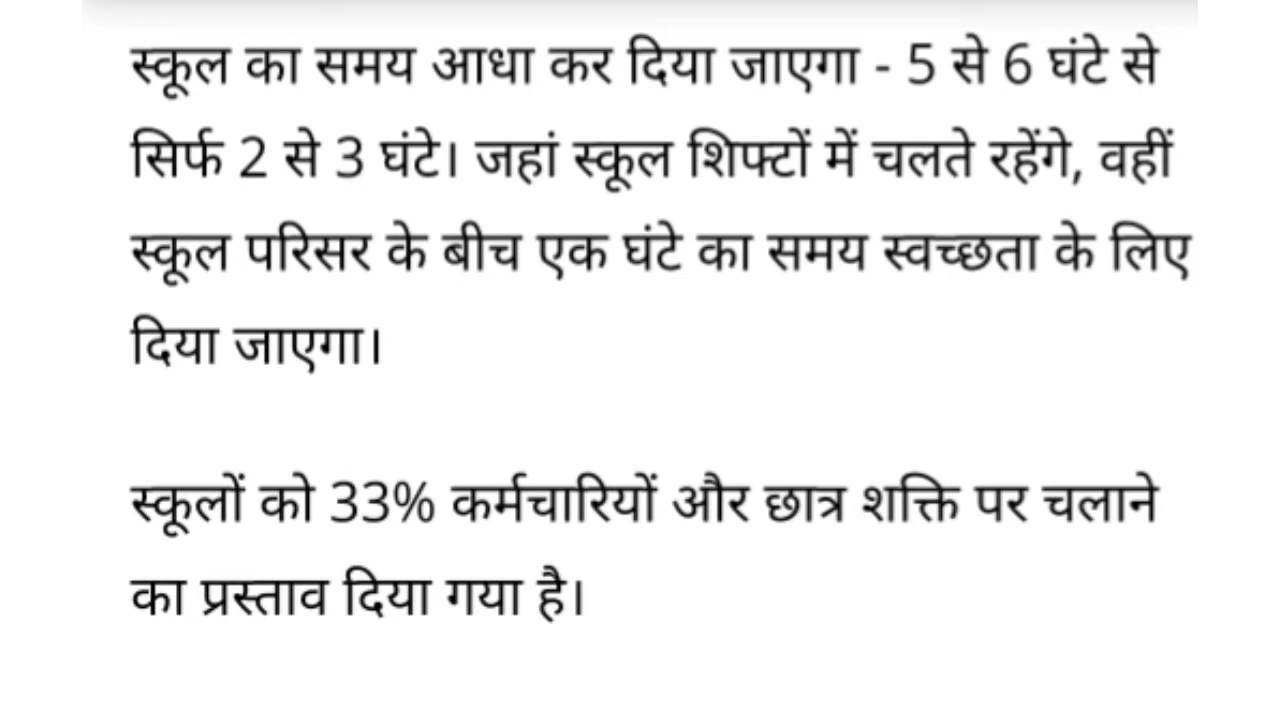 स्कूल का समय आधा कर दिया जाएगा - 5 से 6 घंटे से
सिर्फ 2 से 3 घंटे। जहां स्कूल शिफ्टों में चलते रहेंगे, वहीं
स्कूल परिसर के बीच एक घंटे का समय स्वच्छता के लिए
दिया जाएगा।
स्कूलों को 33% कर्मचारियों और छात्र शक्ति पर चलाने
का प्रस्ताव दिया गया है।